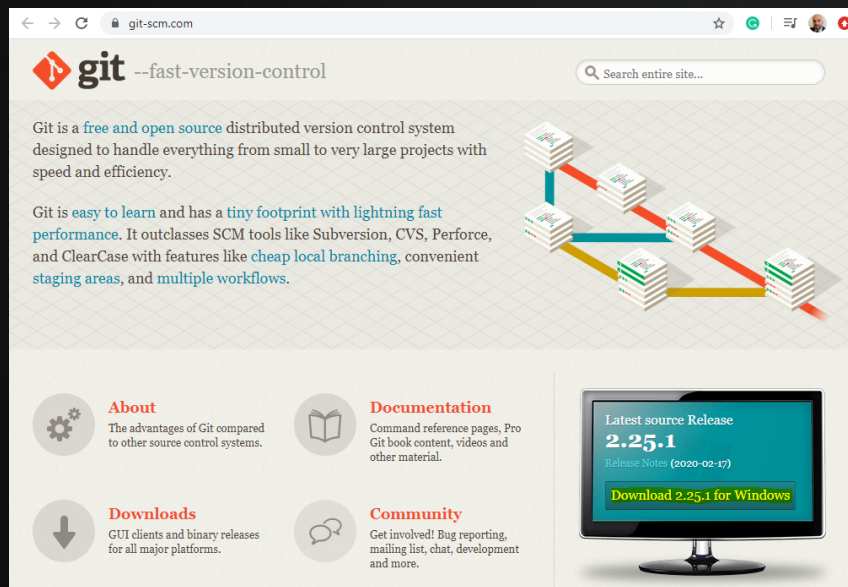 git-scm.com
git --fast-version-control
Search entire site...
Git is a free and open source distributed version control system
designed to handle everything from small to very large projects with
speed and efficiency.
Git is easy to learn and has a tiny footprint with lightning fast
performance. It outclasses SCM tools like Subversion, CVS, Perforce,
and ClearCase with features like cheap local branching, convenient
staging areas, and multiple workflows.
About
The advantages of Git compared
to other source control systems.
Documentation
Command reference pages, Pro
Git book content, videos and
other material.
Downloads
GUI clients and binary releases
for all major platforms.
Community
Get involved! Bug reporting,
mailing list, chat, development
and more.
Latest source Release
2.25.1
Release Notes (2020-02-17)
Download 2.25.1 for Windows